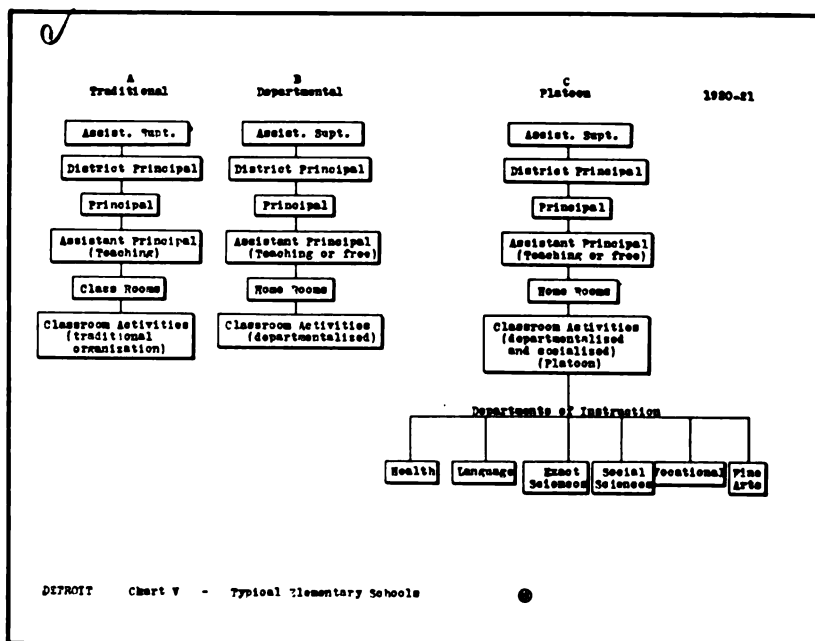 A
Traditional
Assist. Supt.
District Principal
Principal
Assistant Principal
(Teaching)
Class Rooms
Classroom Activities
(traditional
organization)
B
Departmental
Assist. Supt.
District Principal
Principal
Assistant Principal
(Teaching or free)
Home Rooms
Classroom Activities
(departmentalized)
C
Platoon
1920-21
Assist. Supt.
District Principal
Principal
Assistant Principal
(Teaching or free)
Home Rooms
Classroom Activities
(departmentalized
and socialized)
(Platoon)
Departments of Instruction
Health
Language
Exact
Sciences
Social
Sciences
Vocational
Fine
Arts
DETROIT Chart V - Typical Elementary Schools